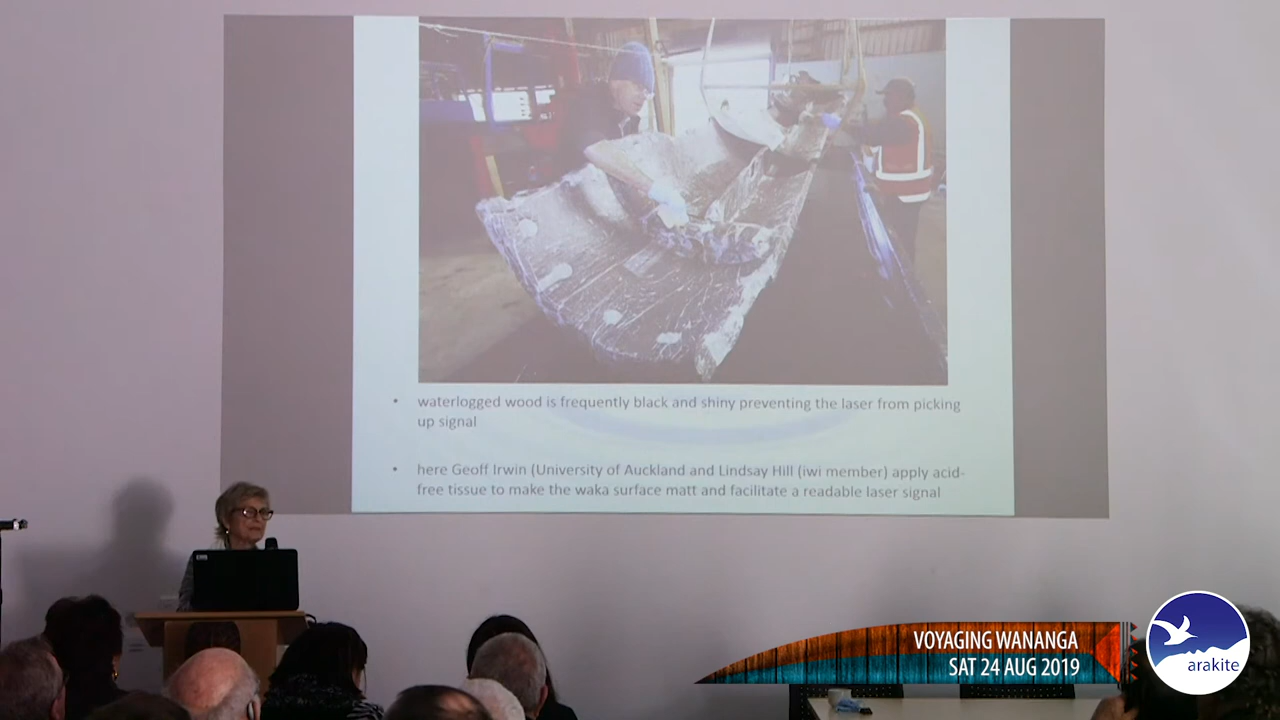 • waterlogged wood is frequently black and shiny preventing the laser from picking
up signal
• here Geoff Irwin (University of Auckland and Lindsay Hill (iwi member) apply acid-
free tissue to make the waka surface matt and facilitate a readable laser signal
VOYAGING WANANGA
SAT 24 AUG 2019
arakite